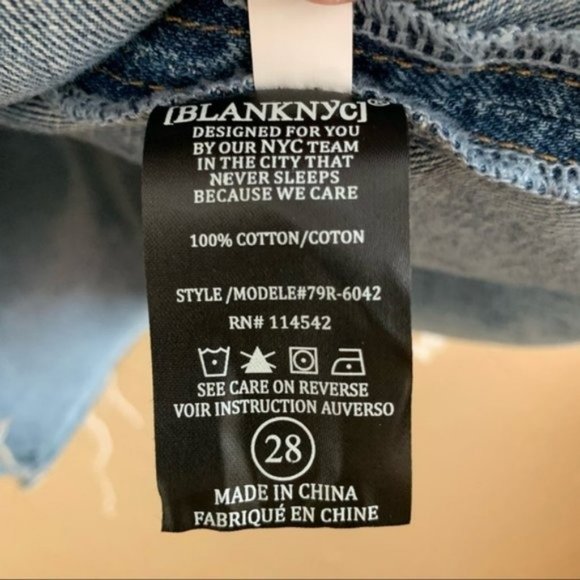 [BLANKNYC]®
DESIGNED FOR YOU
BY OUR NYC TEAM
IN THE CITY THAT
NEVER SLEEPS
BECAUSE WE CARE
100% COTTON/COTON
STYLE /MODELE#79R-6042
RN# 114542
SEE CARE ON REVERSE
VOIR INSTRUCTION AUVERSO
28
MADE IN CHINA
FABRIQUÉ EN CHINE